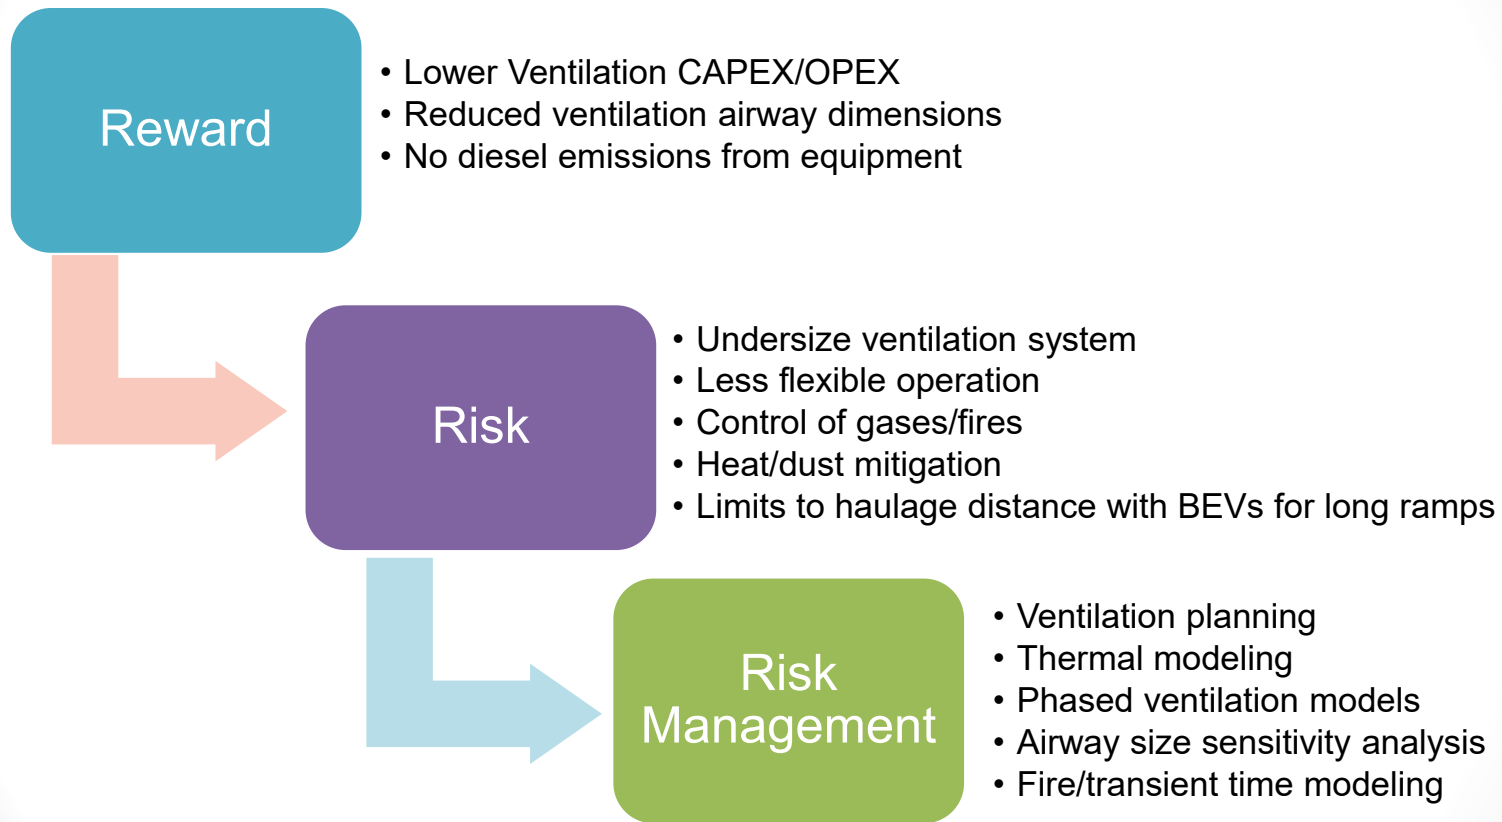 Reward
• Lower Ventilation CAPEX/OPEX
• Reduced ventilation airway dimensions
• No diesel emissions from equipment
Risk
• Undersize ventilation system
• Less flexible operation
• Control of gases/fires
• Heat/dust mitigation
• Limits to haulage distance with BEVs for long ramps
Risk
Management
• Ventilation planning
• Thermal modeling
• Phased ventilation models
• Airway size sensitivity analysis
• Fire/transient time modeling